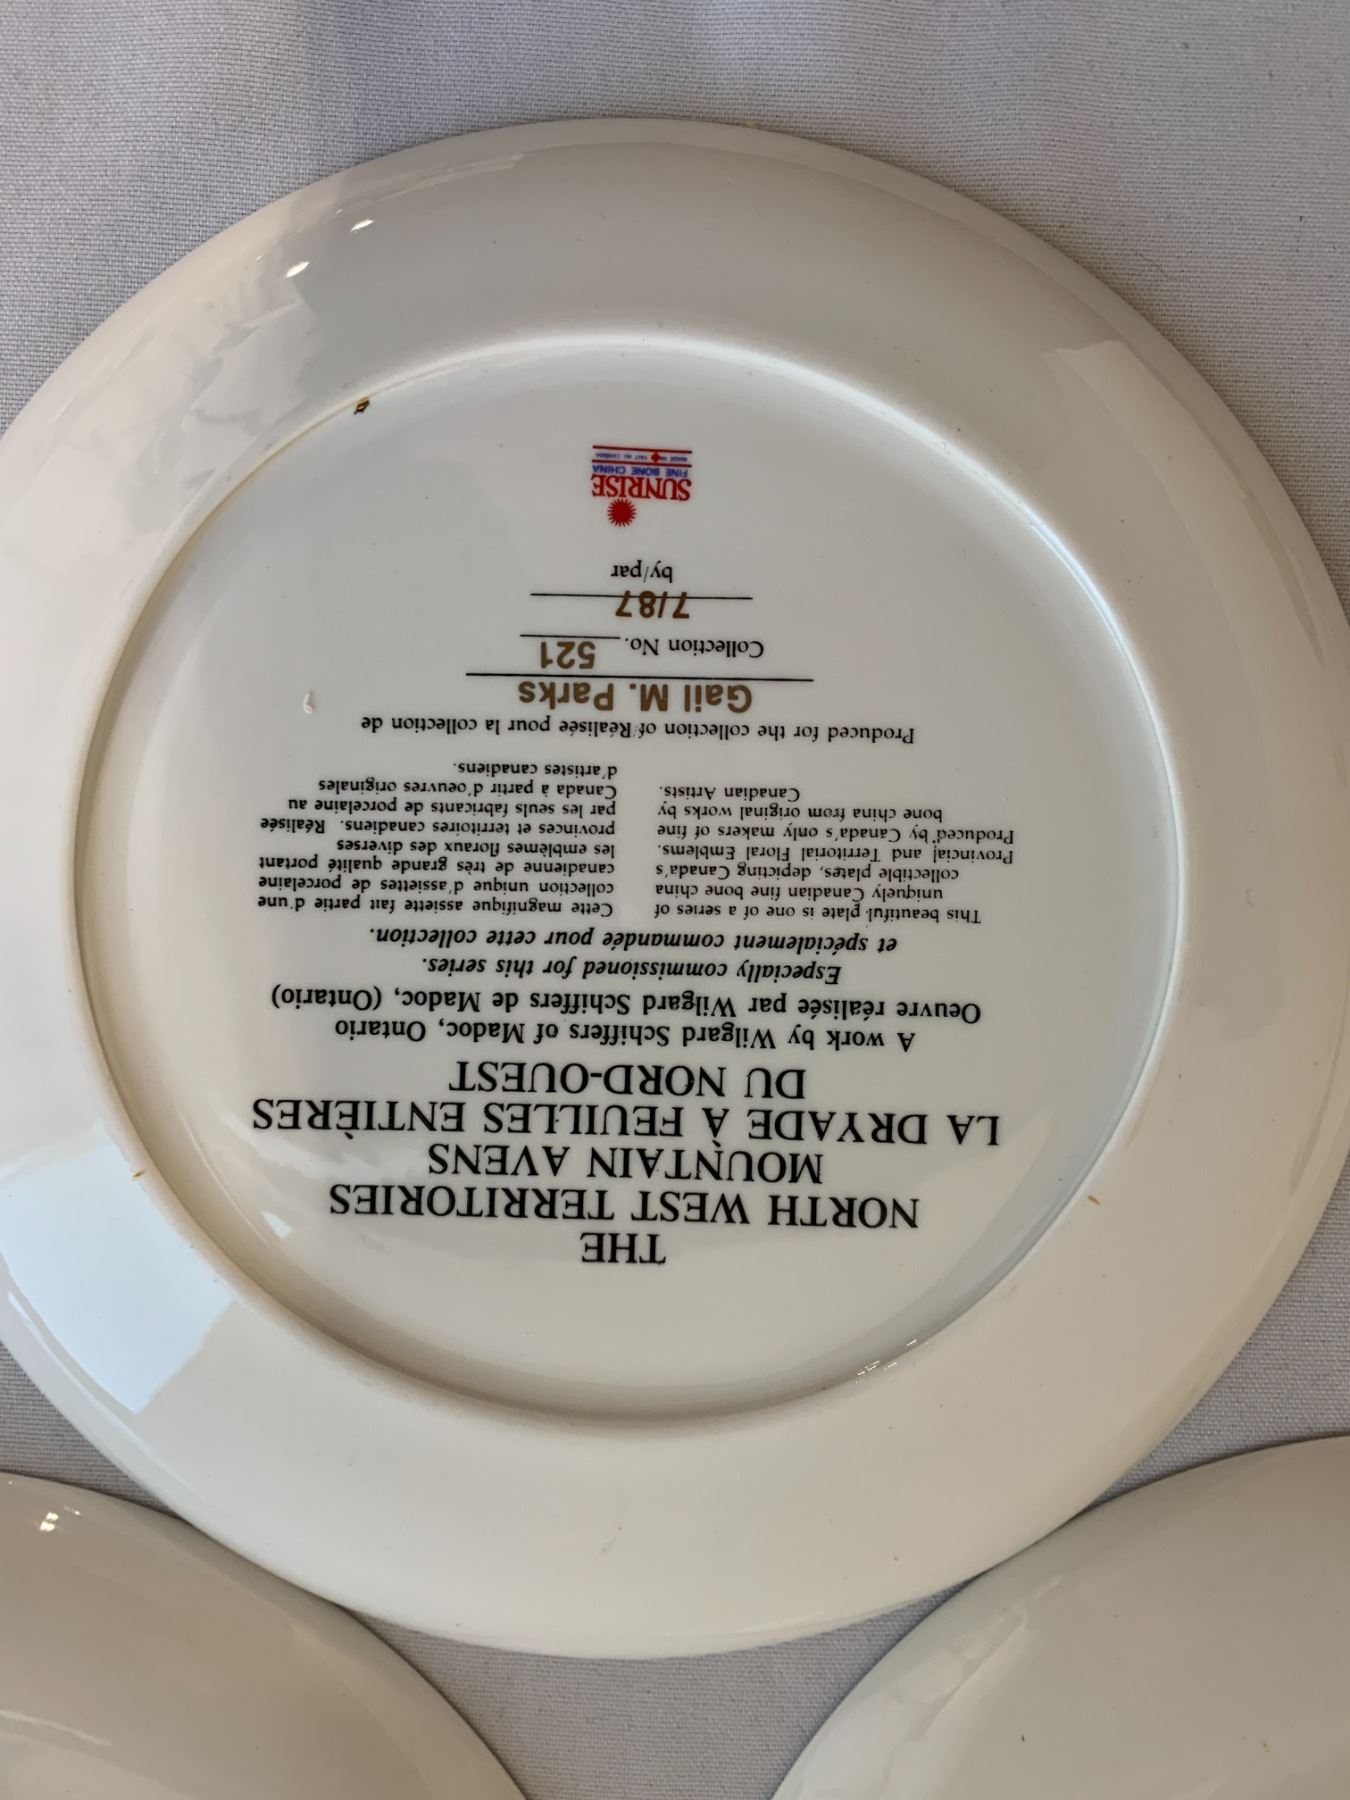 THE
NORTH WEST TERRITORIES
MOUNTAIN AVENS
LA DRYADE À FEUILLES ENTIÈRES
DU NORD-OUEST
A work by Wilgard Schiffers of Madoc, Ontario
Oeuvre réalisée par Wilgard Schiffers de Madoc, (Ontario)
Especially commissioned for this series.
et spécialement commandée pour cette collection.
This beautiful plate is one of a series of
uniquely Canadian fine bone china
collectible plates, depicting Canada's
Provincial and Territorial Floral Emblems.
Produced by Canada's only makers of fine
bone china from original works by
Canadian Artists.
Cette magnifique assiette fait partie d'une
collection unique d'assiettes de porcelaine
canadienne de très grande qualité portant
les emblèmes floraux des diverses
provinces et territoires canadiens. Réalisée
par les seuls fabricants de porcelaine au
Canada à partir d'oeuvres originales
d'artistes canadiens.
Produced for the collection of/Réalisée pour la collection de
Gail M. Parks
Collection No. 521
7/87
by/par
SUNRISE
FINE BONE CHINA
MADE IN FAIT AU CANADA